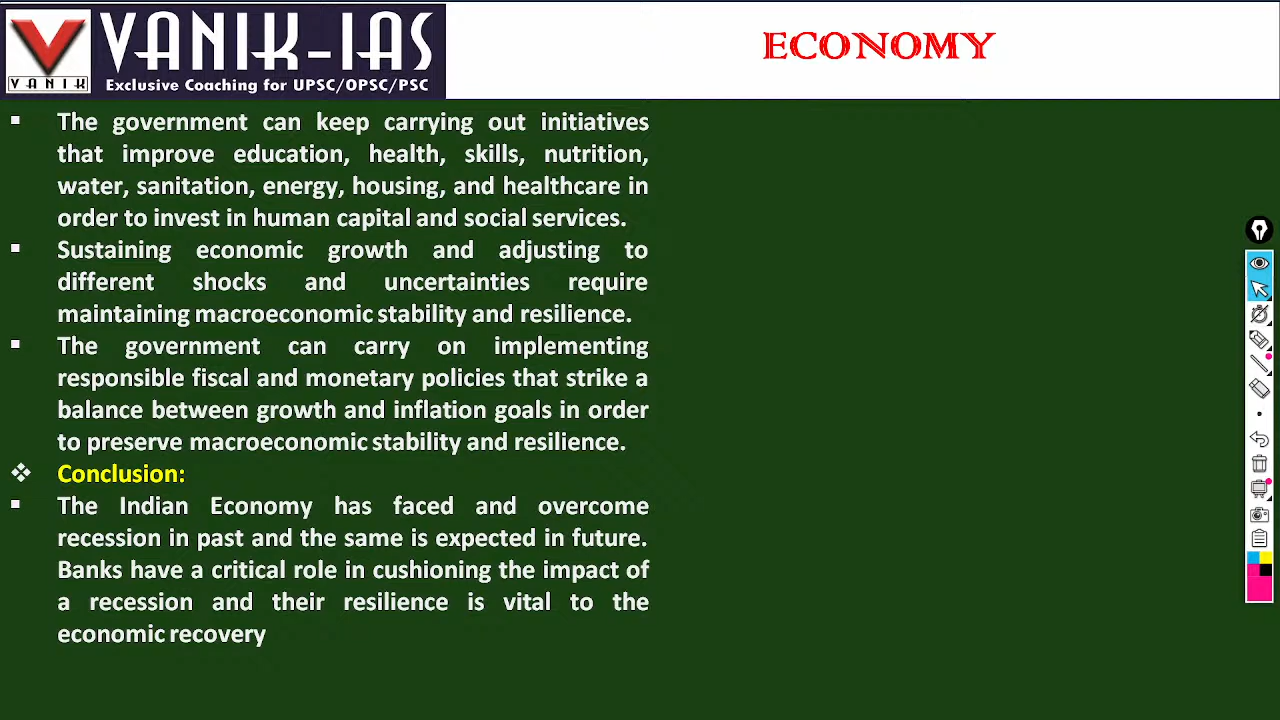 VANIK-IAS
VANIK
Exclusive Coaching for UPSC/OPSC/PSC
ECONOMY
The government can keep carrying out initiatives
that improve education, health, skills, nutrition,
water, sanitation, energy, housing, and healthcare in
order to invest in human capital and social services.
Sustaining economic growth and adjusting to
different shocks and uncertainties require
maintaining macroeconomic stability and resilience.
The government can carry on implementing
responsible fiscal and monetary policies that strike a
balance between growth and inflation goals in order
to preserve macroeconomic stability and resilience.
Conclusion:
The Indian Economy has faced and overcome
recession in past and the same is expected in future.
Banks have a critical role in cushioning the impact of
a recession and their resilience is vital to the
economic recovery